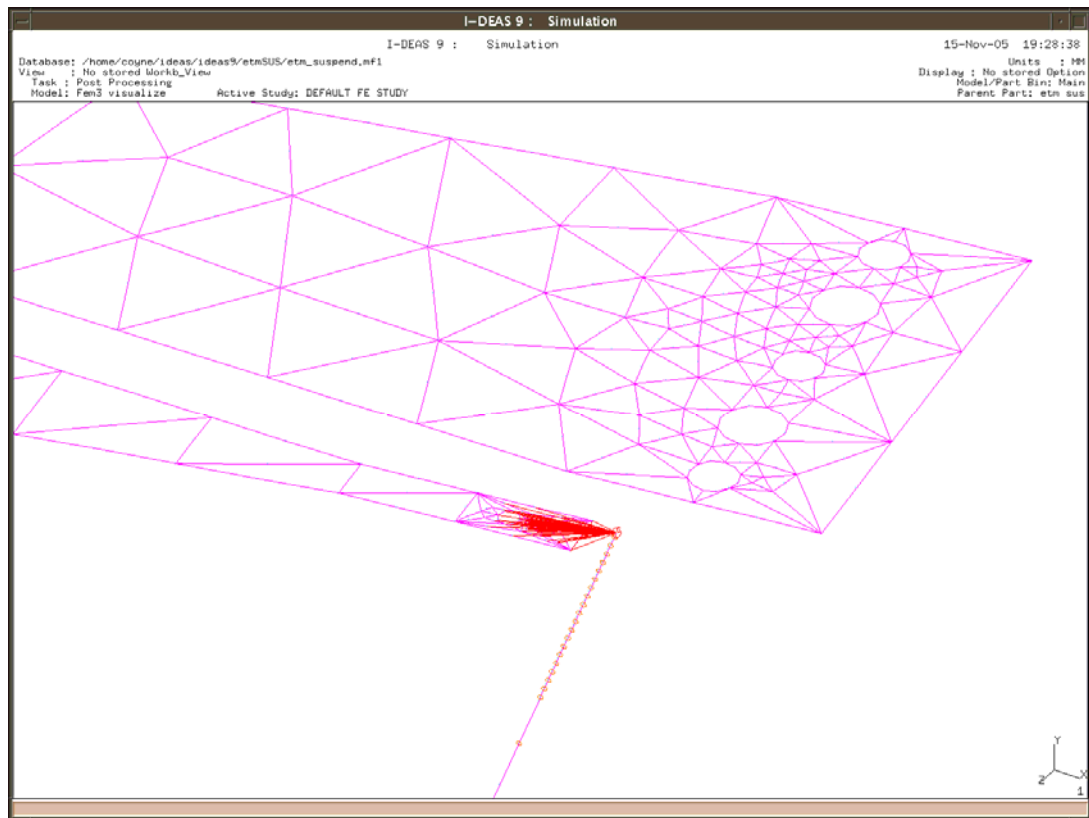 I-DEAS 9 :   Simulation
I-DEAS 9 :    Simulation
15-Nov-05  19:28:38
Database: /home/coyne/ideas/ideas9/etmSUS/etm_suspend.mf1
View    : No stored Workb_View
Task : Post Processing
Model: Fem3 visualize    Active Study: DEFAULT FE STUDY
Units  : MM
Display : No stored Option
Model/Part Bin: Main
Parent Part: etm sus
Y
Z
X
1